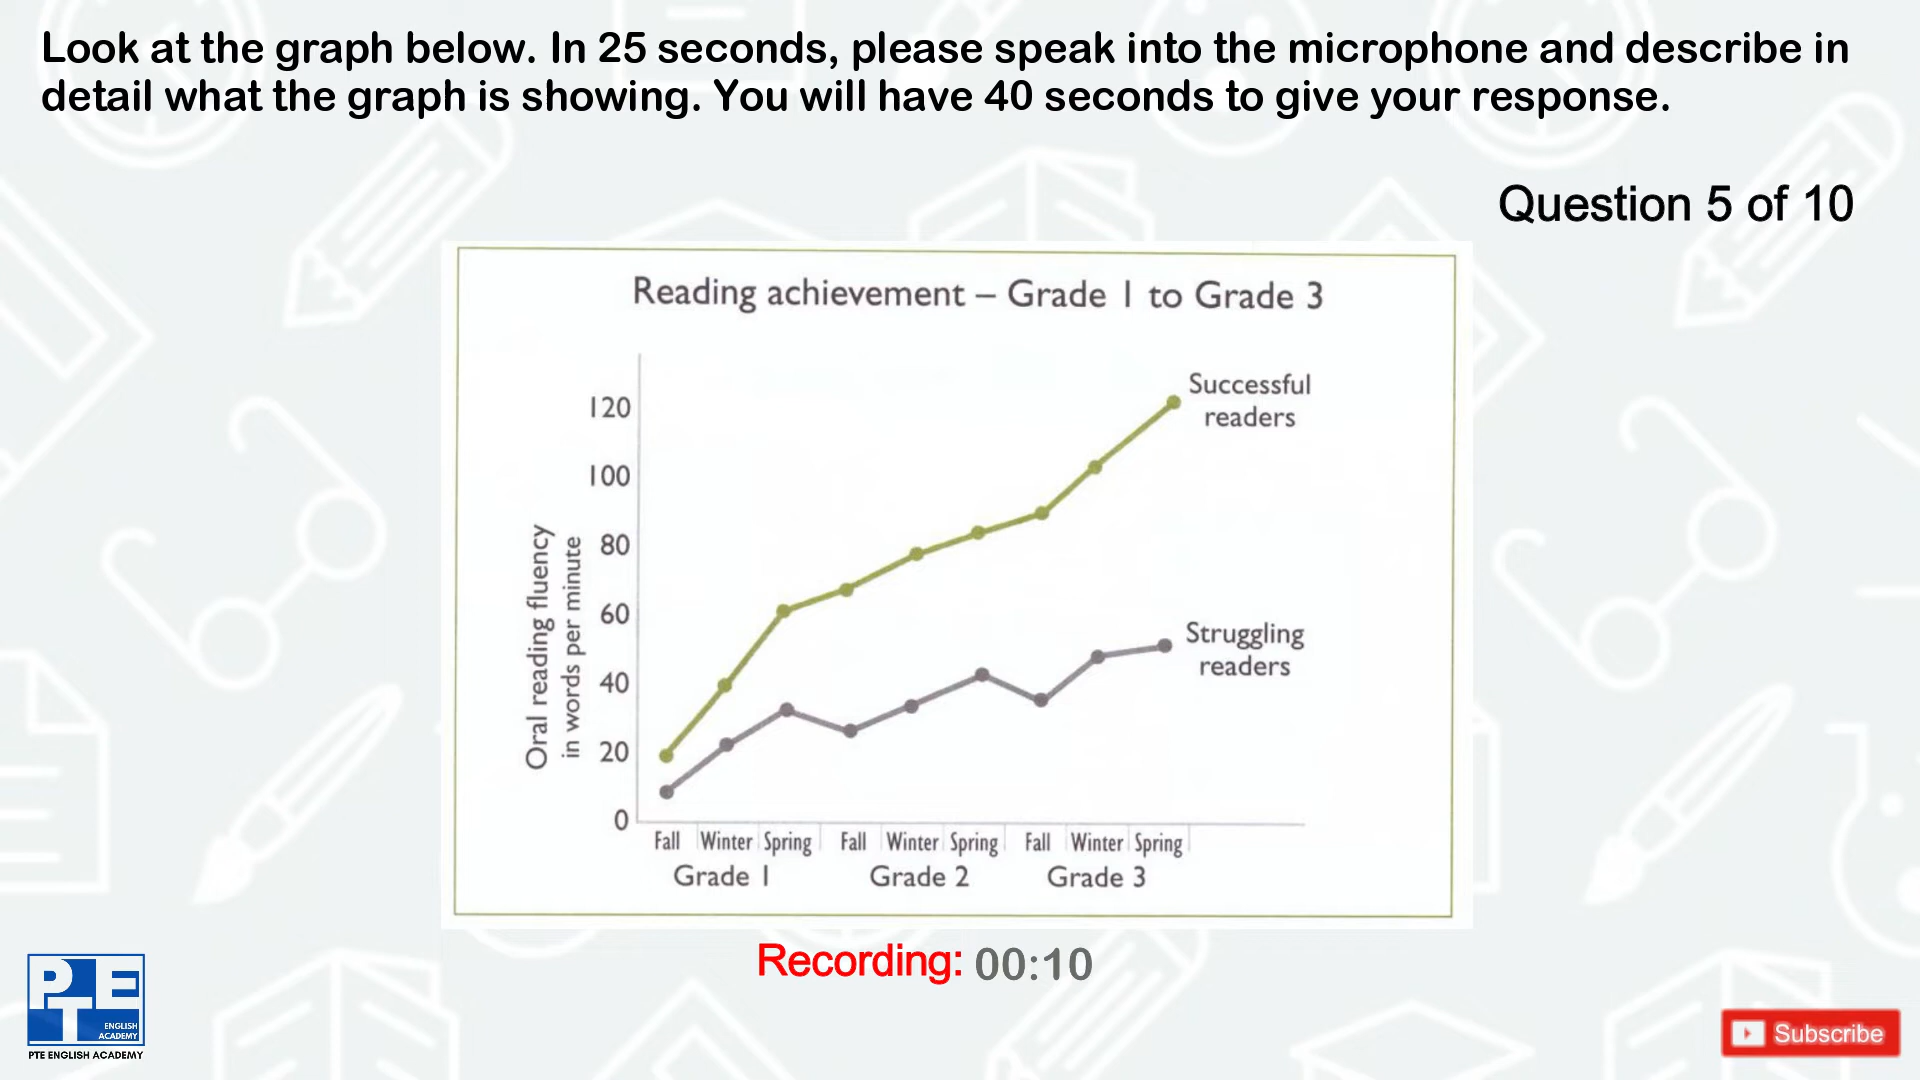 Look at the graph below. In 25 seconds, please speak into the microphone and describe in
detail what the graph is showing. You will have 40 seconds to give your response.
Question 5 of 10
Reading achievement – Grade 1 to Grade 3
Oral reading fluency
in words per minute
120
100
80
60
40
20
0
Successful
readers
Struggling
readers
Fall Winter Spring Fall Winter Spring Fall Winter Spring
Grade 1 Grade 2 Grade 3
Recording: 00:10
PTE
ENGLISH
ACADEMY
PTE ENGLISH ACADEMY
Subscribe